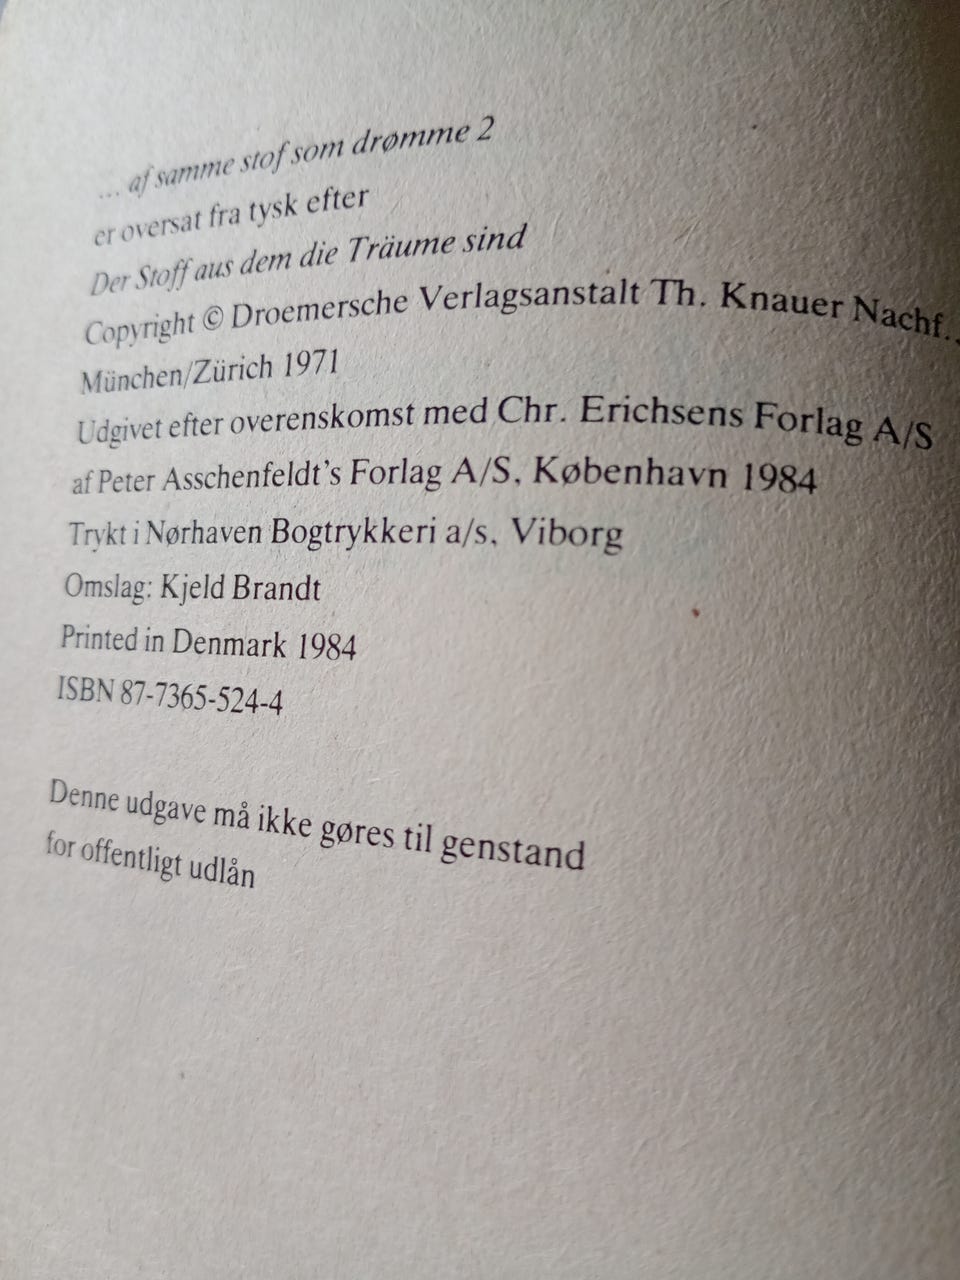 ... af samme stof som drømme 2
er oversat fra tysk efter
Der Stoff aus dem die Träume sind
Copyright © Droemersche Verlagsanstalt Th. Knauer Nachf.,
München/Zürich 1971
Udgivet efter overenskomst med Chr. Erichsens Forlag A/S
af Peter Asschenfeldt's Forlag A/S, København 1984
Trykt i Nørhaven Bogtrykkeri a/s, Viborg
Omslag: Kjeld Brandt
Printed in Denmark 1984
ISBN 87-7365-524-4
Denne udgave må ikke gøres til genstand
for offentligt udlån